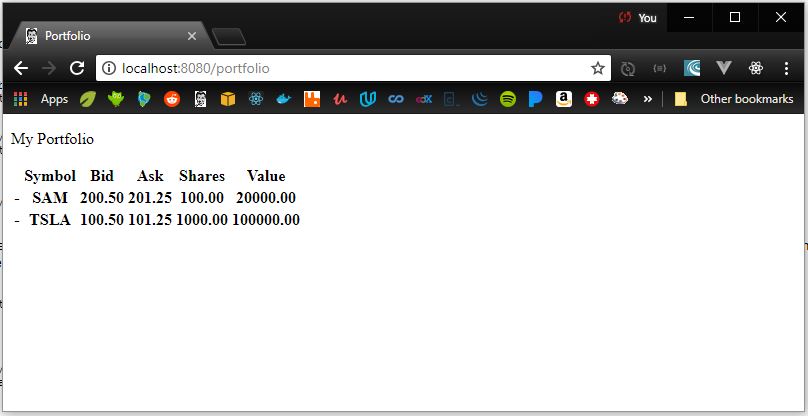 You
Portfolio
localhost:8080/portfolio
Apps
» Other bookmarks
My Portfolio
Symbol Bid Ask Shares Value
- SAM 200.50 201.25 100.00 20000.00
- TSLA 100.50 101.25 1000.00 100000.00